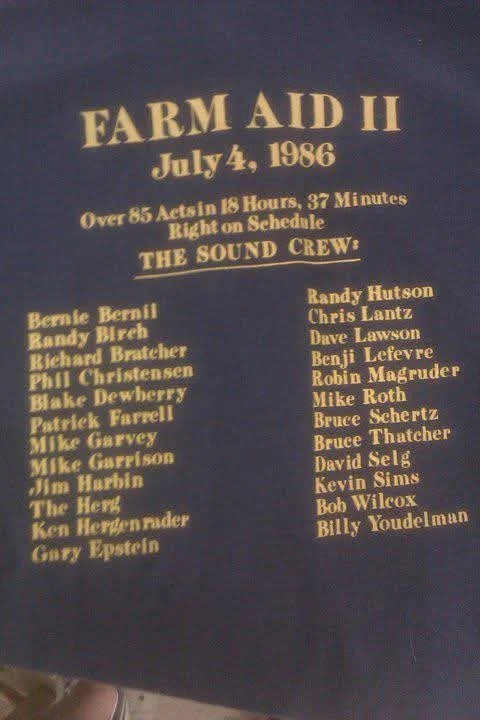 FARM AID II
July 4, 1986
Over 85 Acts in 18 Hours, 37 Minutes
Right on Schedule
THE SOUND CREW:
Bernie Bernil
Randy Birch
Richard Bratcher
Phil Christensen
Blake Dewberry
Patrick Farrell
Mike Garvey
Mike Garrison
Jim Harbin
The Herg
Ken Hergenrader
Gary Epstein
Randy Hutson
Chris Lantz
Dave Lawson
Benji Lefevre
Robin Magruder
Mike Roth
Bruce Schertz
Bruce Thatcher
David Selg
Kevin Sims
Bob Wilcox
Billy Youdelman